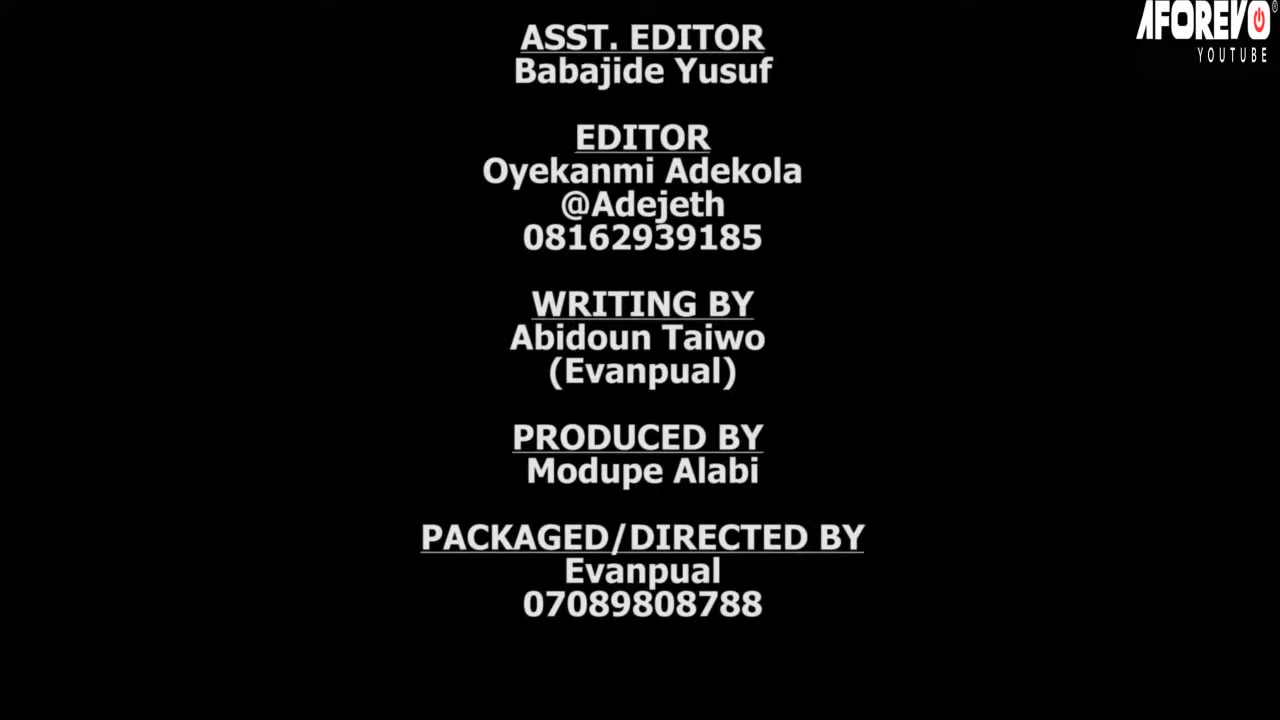 AFOREVO
YOUTUBE
ASST. EDITOR
Babajide Yusuf
EDITOR
Oyekanmi Adekola
@Adejeth
08162939185
WRITING BY
Abidoun Taiwo
(Evanpual)
PRODUCED BY
Modupe Alabi
PACKAGED/DIRECTED BY
Evanpual
07089808788